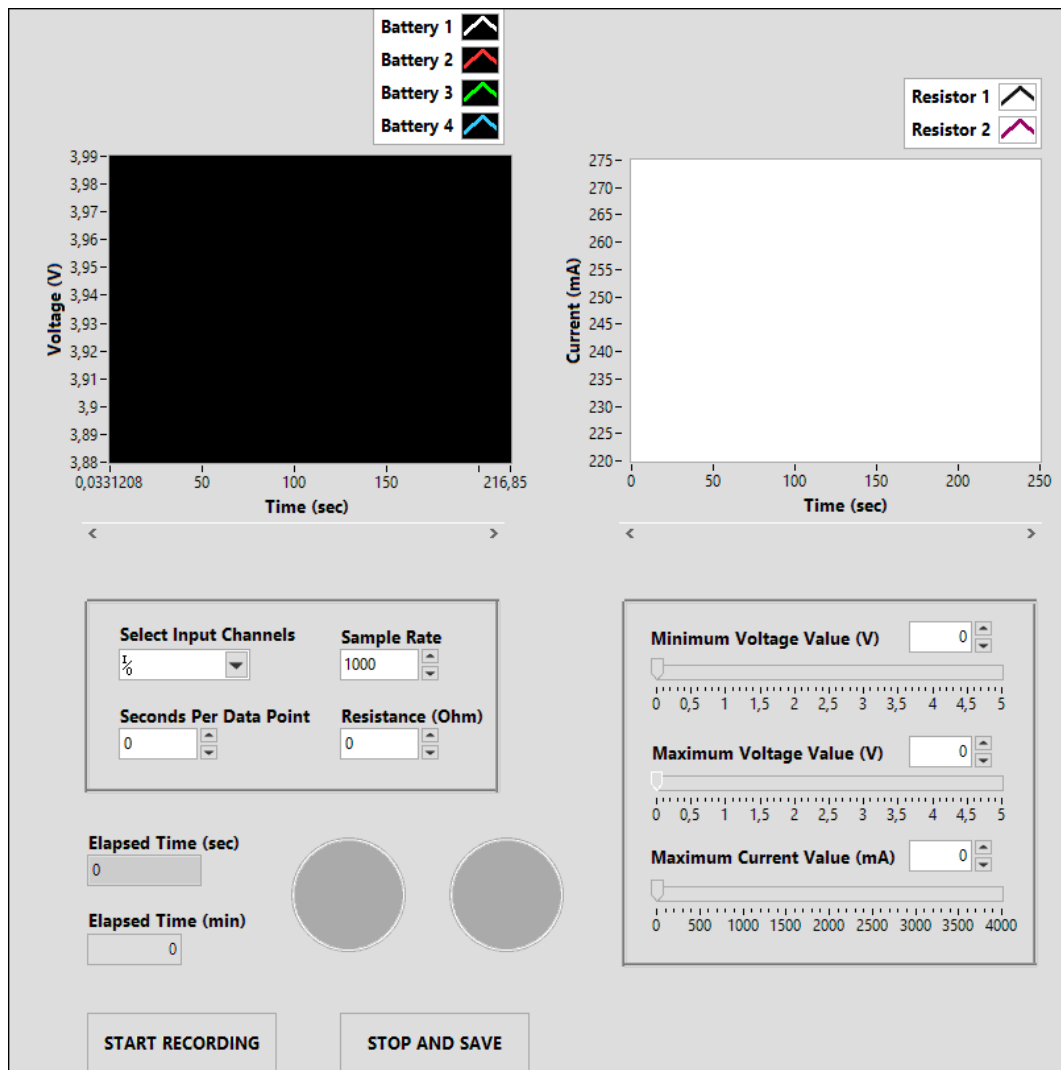 Battery 1
Battery 2
Battery 3
Battery 4
3,99
3,98
3,97
3,96
3,95
3,94
3,93
3,92
3,91
3,9
3,89
3,88
Voltage (V)
0,0331208 50 100 150 216,85
Time (sec)
< >
Resistor 1
Resistor 2
275
270
265
260
255
250
245
240
235
230
225
220
Current (mA)
0 50 100 150 200 250
Time (sec)
< >
Select Input Channels
I/O
Sample Rate
1000
Seconds Per Data Point
0
Resistance (Ohm)
0
Minimum Voltage Value (V) 0
0 0,5 1 1,5 2 2,5 3 3,5 4 4,5 5
Maximum Voltage Value (V) 0
0 0,5 1 1,5 2 2,5 3 3,5 4 4,5 5
Maximum Current Value (mA) 0
0 500 1000 1500 2000 2500 3000 3500 4000
Elapsed Time (sec)
0
Elapsed Time (min)
0
START RECORDING
STOP AND SAVE